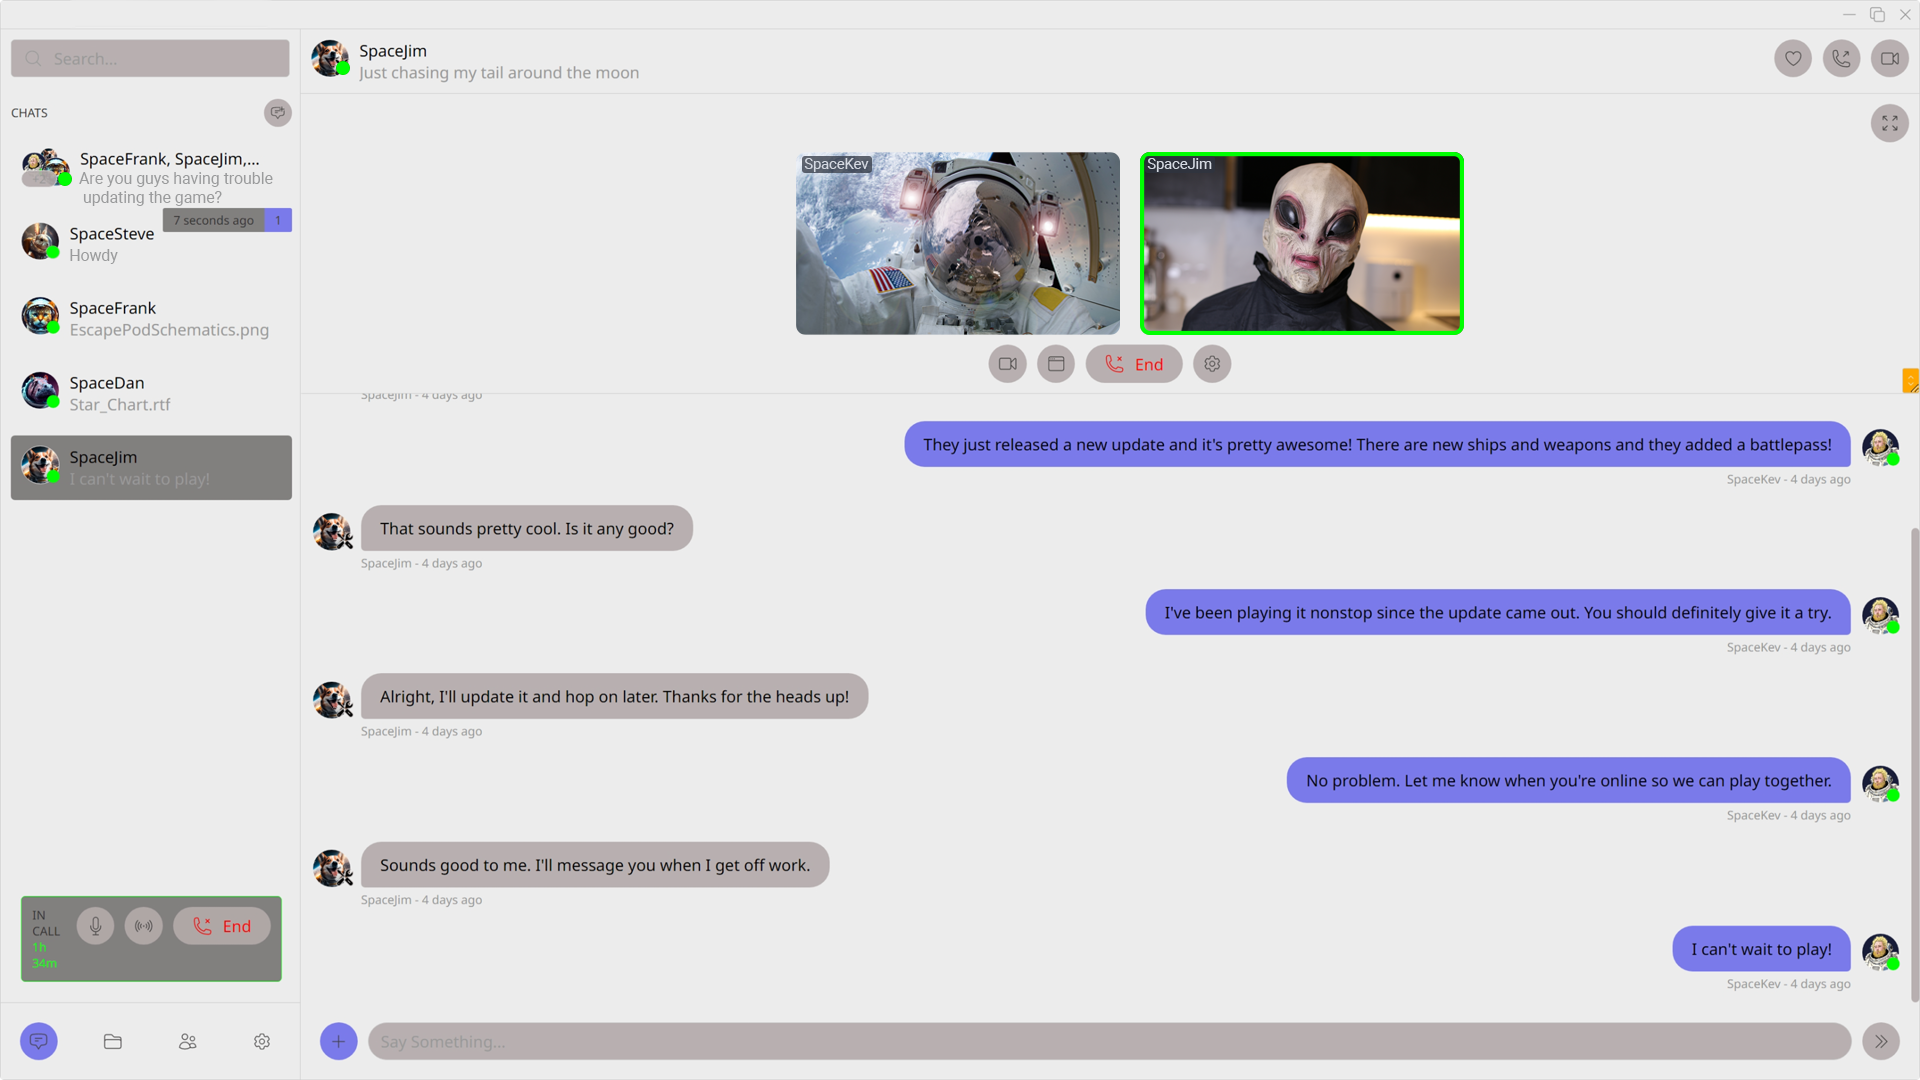 Search...
CHATS
SpaceFrank, SpaceJim,...
Are you guys having trouble
updating the game?
7 seconds ago 1
SpaceSteve
Howdy
SpaceFrank
EscapePodSchematics.png
SpaceDan
Star_Chart.rtf
SpaceJim
I can't wait to play!
IN
CALL
1h
34m
End
SpaceJim
Just chasing my tail around the moon
SpaceKev
SpaceJim
End
SpaceJim - 4 days ago
They just released a new update and it's pretty awesome! There are new ships and weapons and they added a battlepass!
SpaceKev - 4 days ago
That sounds pretty cool. Is it any good?
SpaceJim - 4 days ago
I've been playing it nonstop since the update came out. You should definitely give it a try.
SpaceKev - 4 days ago
Alright, I'll update it and hop on later. Thanks for the heads up!
SpaceJim - 4 days ago
No problem. Let me know when you're online so we can play together.
SpaceKev - 4 days ago
Sounds good to me. I'll message you when I get off work.
SpaceJim - 4 days ago
I can't wait to play!
SpaceKev - 4 days ago
Say Something...